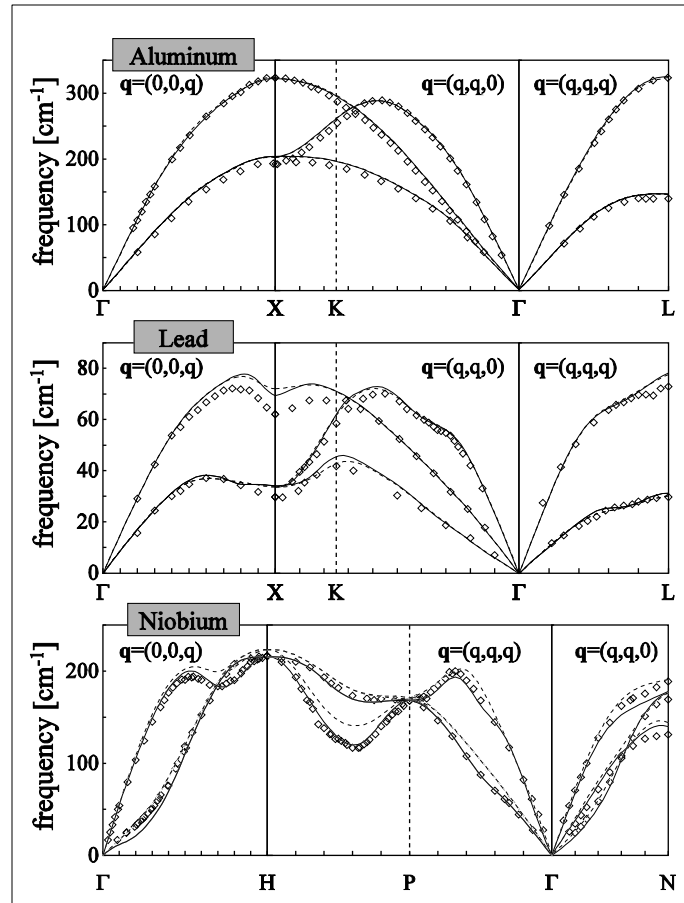 Aluminum
q=(0,0,q) q=(q,q,0) q=(q,q,q)
frequency [cm⁻¹]
300
200
100
0
Γ X K Γ L
Lead
q=(0,0,q) q=(q,q,0) q=(q,q,q)
frequency [cm⁻¹]
80
60
40
20
0
Γ X K Γ L
Niobium
q=(0,0,q) q=(q,q,q) q=(q,q,0)
frequency [cm⁻¹]
200
100
0
Γ H P Γ N